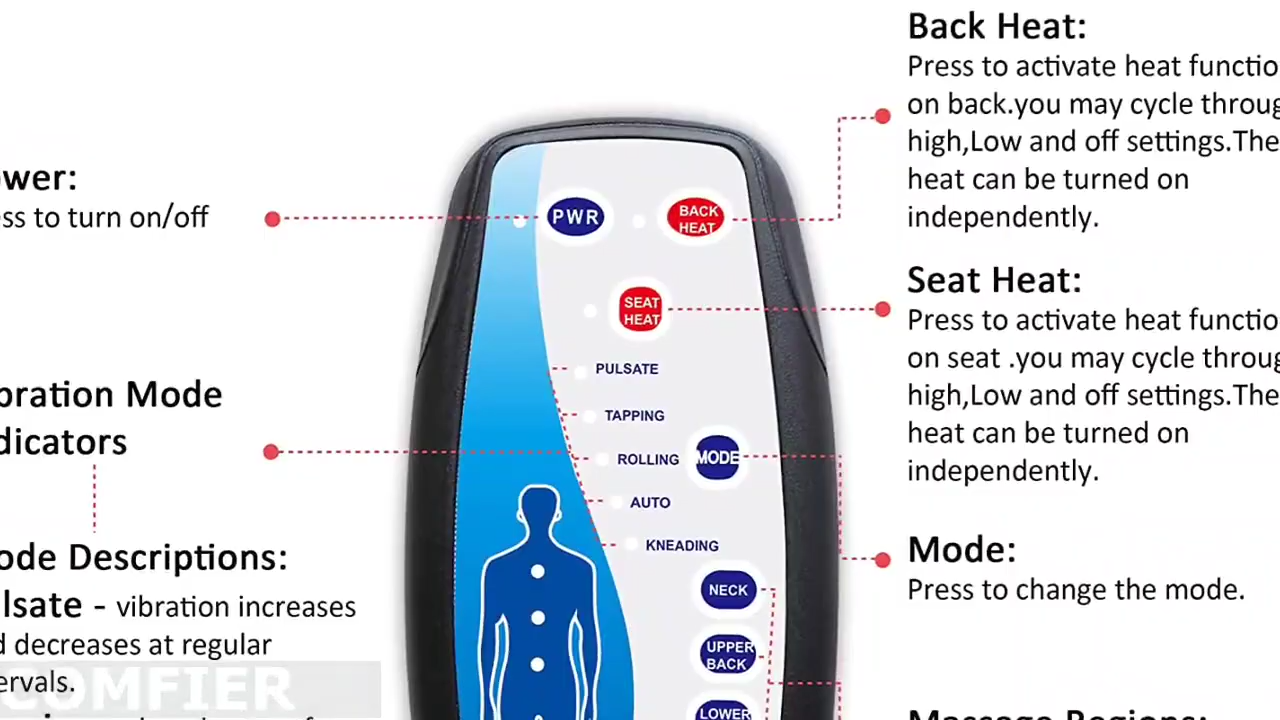 ower:
ess to turn on/off
bration Mode
dicators
ode Descriptions:
lsate - vibration increases
d decreases at regular
ervals.
COMFIER
PWR
BACK
HEAT
SEAT
HEAT
PULSATE
TAPPING
ROLLING
MODE
AUTO
KNEADING
NECK
UPPER
BACK
LOWER
Back Heat:
Press to activate heat functio
on back.you may cycle throug
high,Low and off settings.The
heat can be turned on
independently.
Seat Heat:
Press to activate heat functio
on seat .you may cycle throug
high,Low and off settings.The
heat can be turned on
independently.
Mode:
Press to change the mode.
Massage Regions: